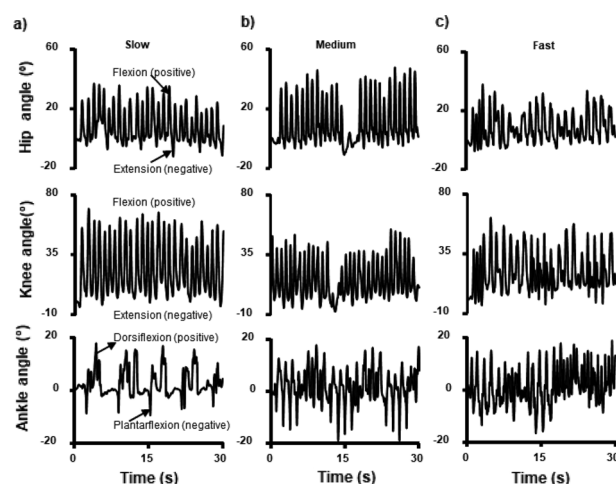 a)
b)
c)
Slow
Medium
Fast
Hip angle (°)
60
20
-20
Flexion (positive)
Extension (negative)
60
20
-20
60
20
-20
Knee angle(°)
80
35
-10
Flexion (positive)
Extension (negative)
80
35
-10
80
35
-10
Ankle angle (°)
20
0
-20
Dorsiflexion (positive)
Plantarflexion (negative)
20
0
-20
20
0
-20
0 15 30
0 15 30
0 15 30
Time (s)
Time (s)
Time (s)